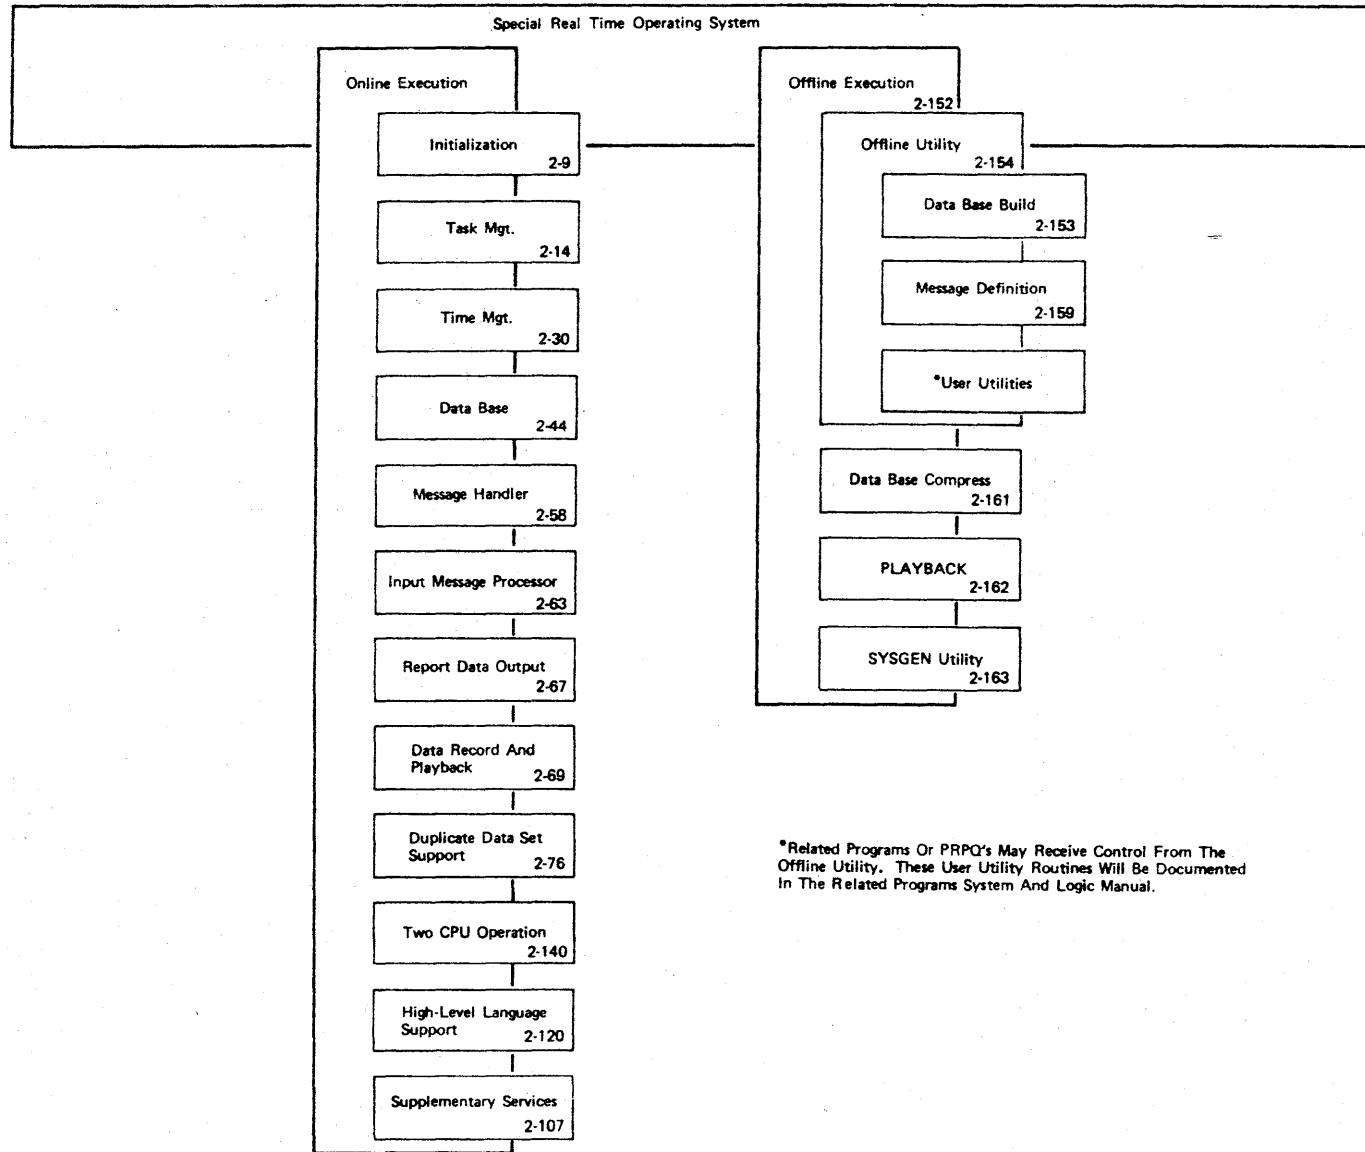 Special Real Time Operating System
Online Execution
Initialization
2-9
Task Mgt.
2-14
Time Mgt.
2-30
Data Base
2-44
Message Handler
2-58
Input Message Processor
2-63
Report Data Output
2-67
Data Record And
Playback
2-69
Duplicate Data Set
Support
2-76
Two CPU Operation
2-140
High-Level Language
Support
2-120
Supplementary Services
2-107
Offline Execution
2-152
Offline Utility
2-154
Data Base Build
2-153
Message Definition
2-159
*User Utilities
Data Base Compress
2-161
PLAYBACK
2-162
SYSGEN Utility
2-163
*Related Programs Or PRPQ's May Receive Control From The
Offline Utility. These User Utility Routines Will Be Documented
In The Related Programs System And Logic Manual.